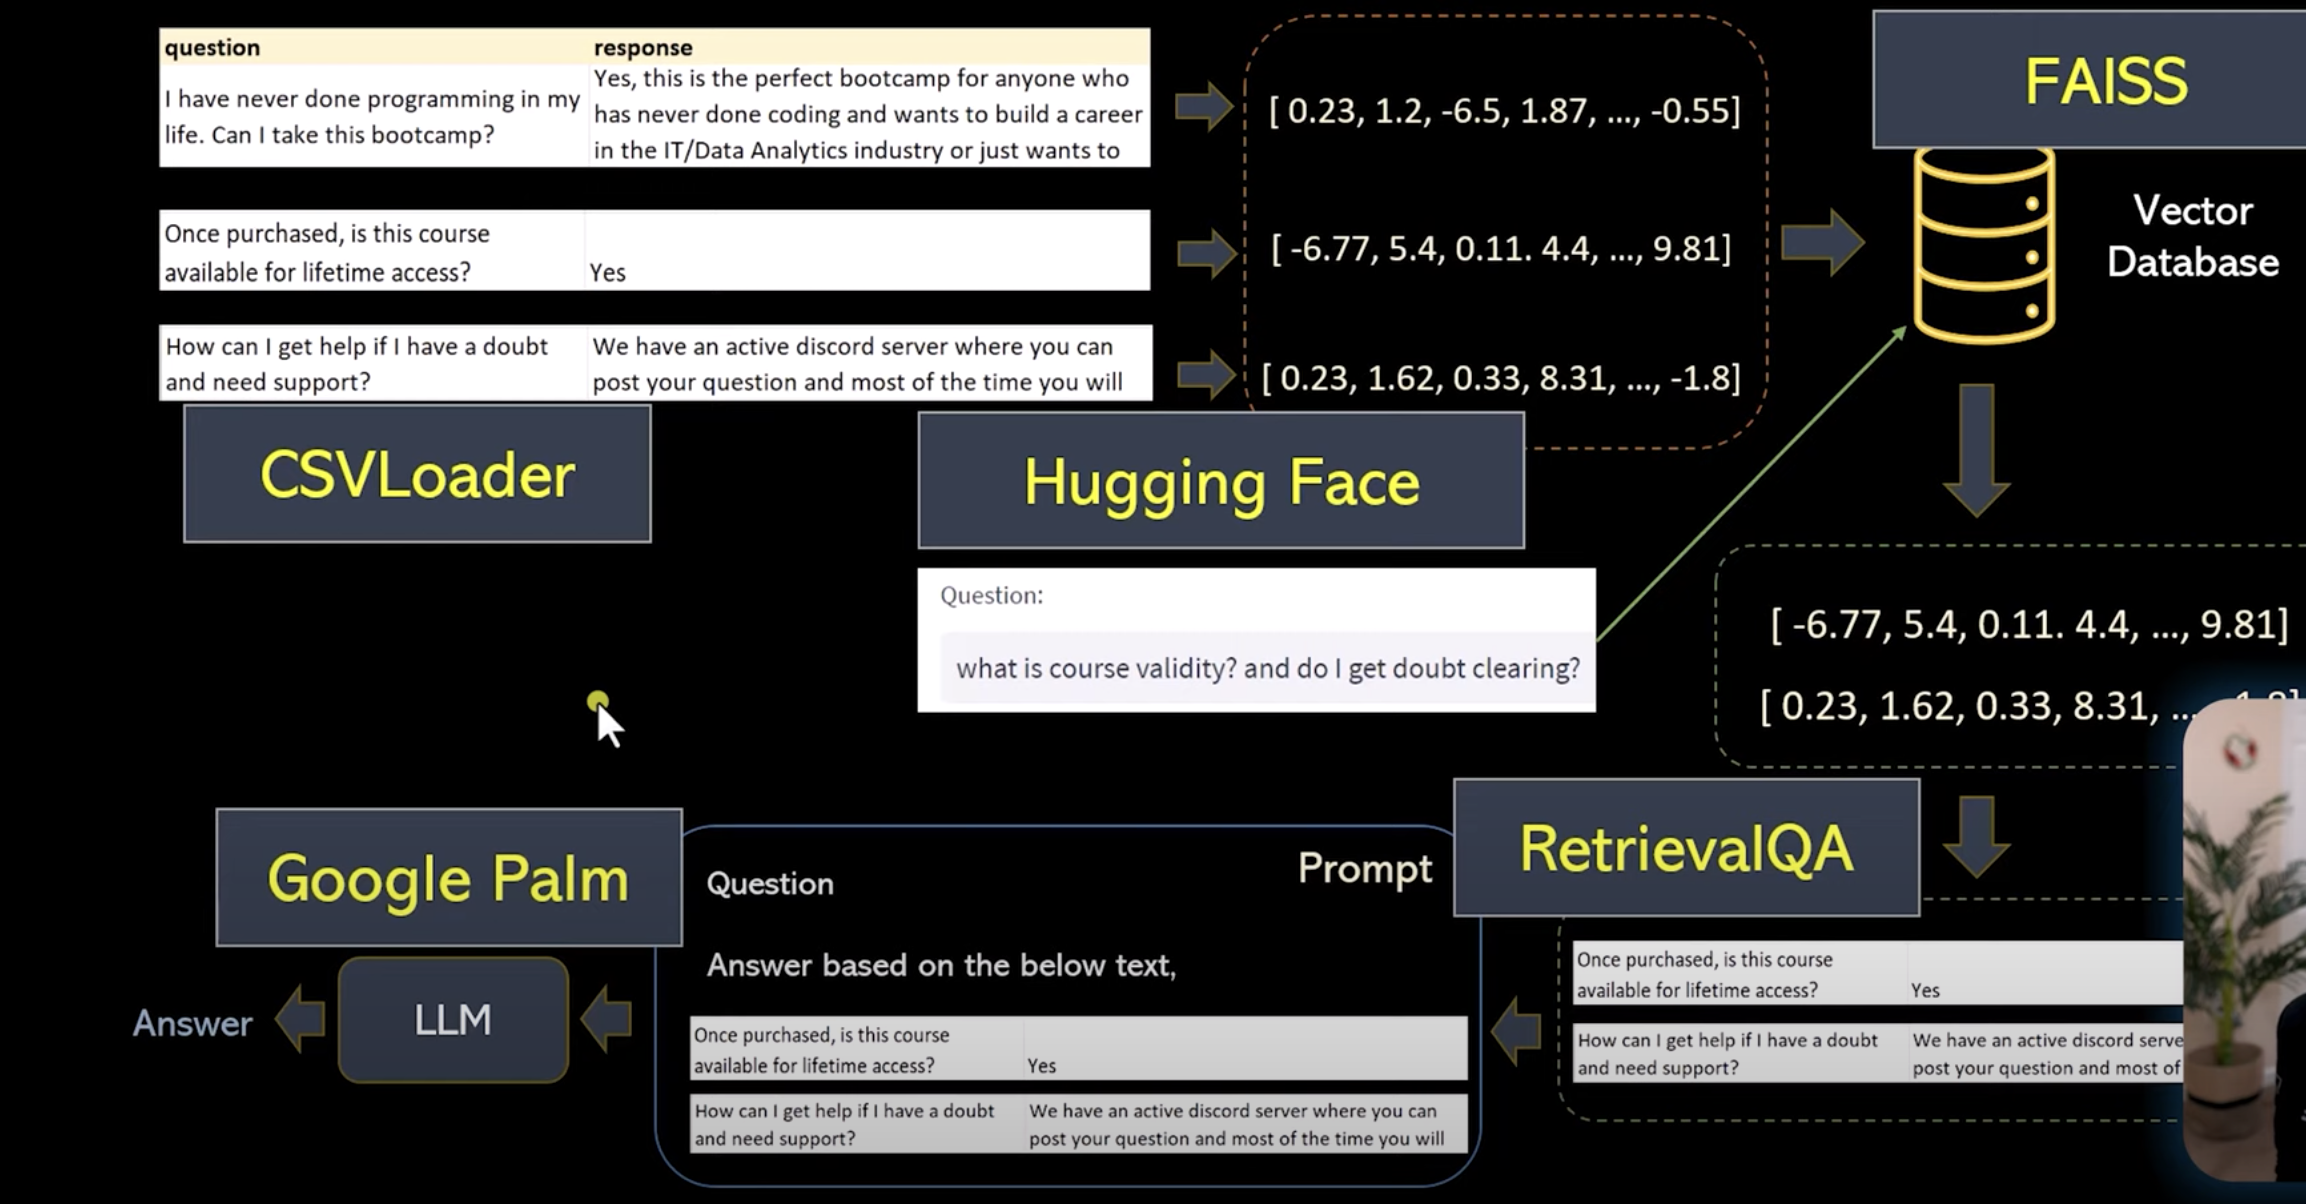 question response
I have never done programming in my
life. Can I take this bootcamp?
Yes, this is the perfect bootcamp for anyone who
has never done coding and wants to build a career
in the IT/Data Analytics industry or just wants to
[ 0.23, 1.2, -6.5, 1.87, ..., -0.55]
FAISS
Once purchased, is this course
available for lifetime access?
Yes
[ -6.77, 5.4, 0.11. 4.4, ..., 9.81]
Vector
Database
How can I get help if I have a doubt
and need support?
We have an active discord server where you can
post your question and most of the time you will
[ 0.23, 1.62, 0.33, 8.31, ..., -1.8]
CSVLoader
Hugging Face
Question:
what is course validity? and do I get doubt clearing?
[ -6.77, 5.4, 0.11. 4.4, ..., 9.81]
[ 0.23, 1.62, 0.33, 8.31, ...
RetrievalQA
Once purchased, is this course
available for lifetime access?
Yes
How can I get help if I have a doubt
and need support?
We have an active discord serve
post your question and most of
Prompt
Question
Answer based on the below text,
Once purchased, is this course
available for lifetime access?
Yes
How can I get help if I have a doubt
and need support?
We have an active discord server where you can
post your question and most of the time you will
Google Palm
LLM
Answer